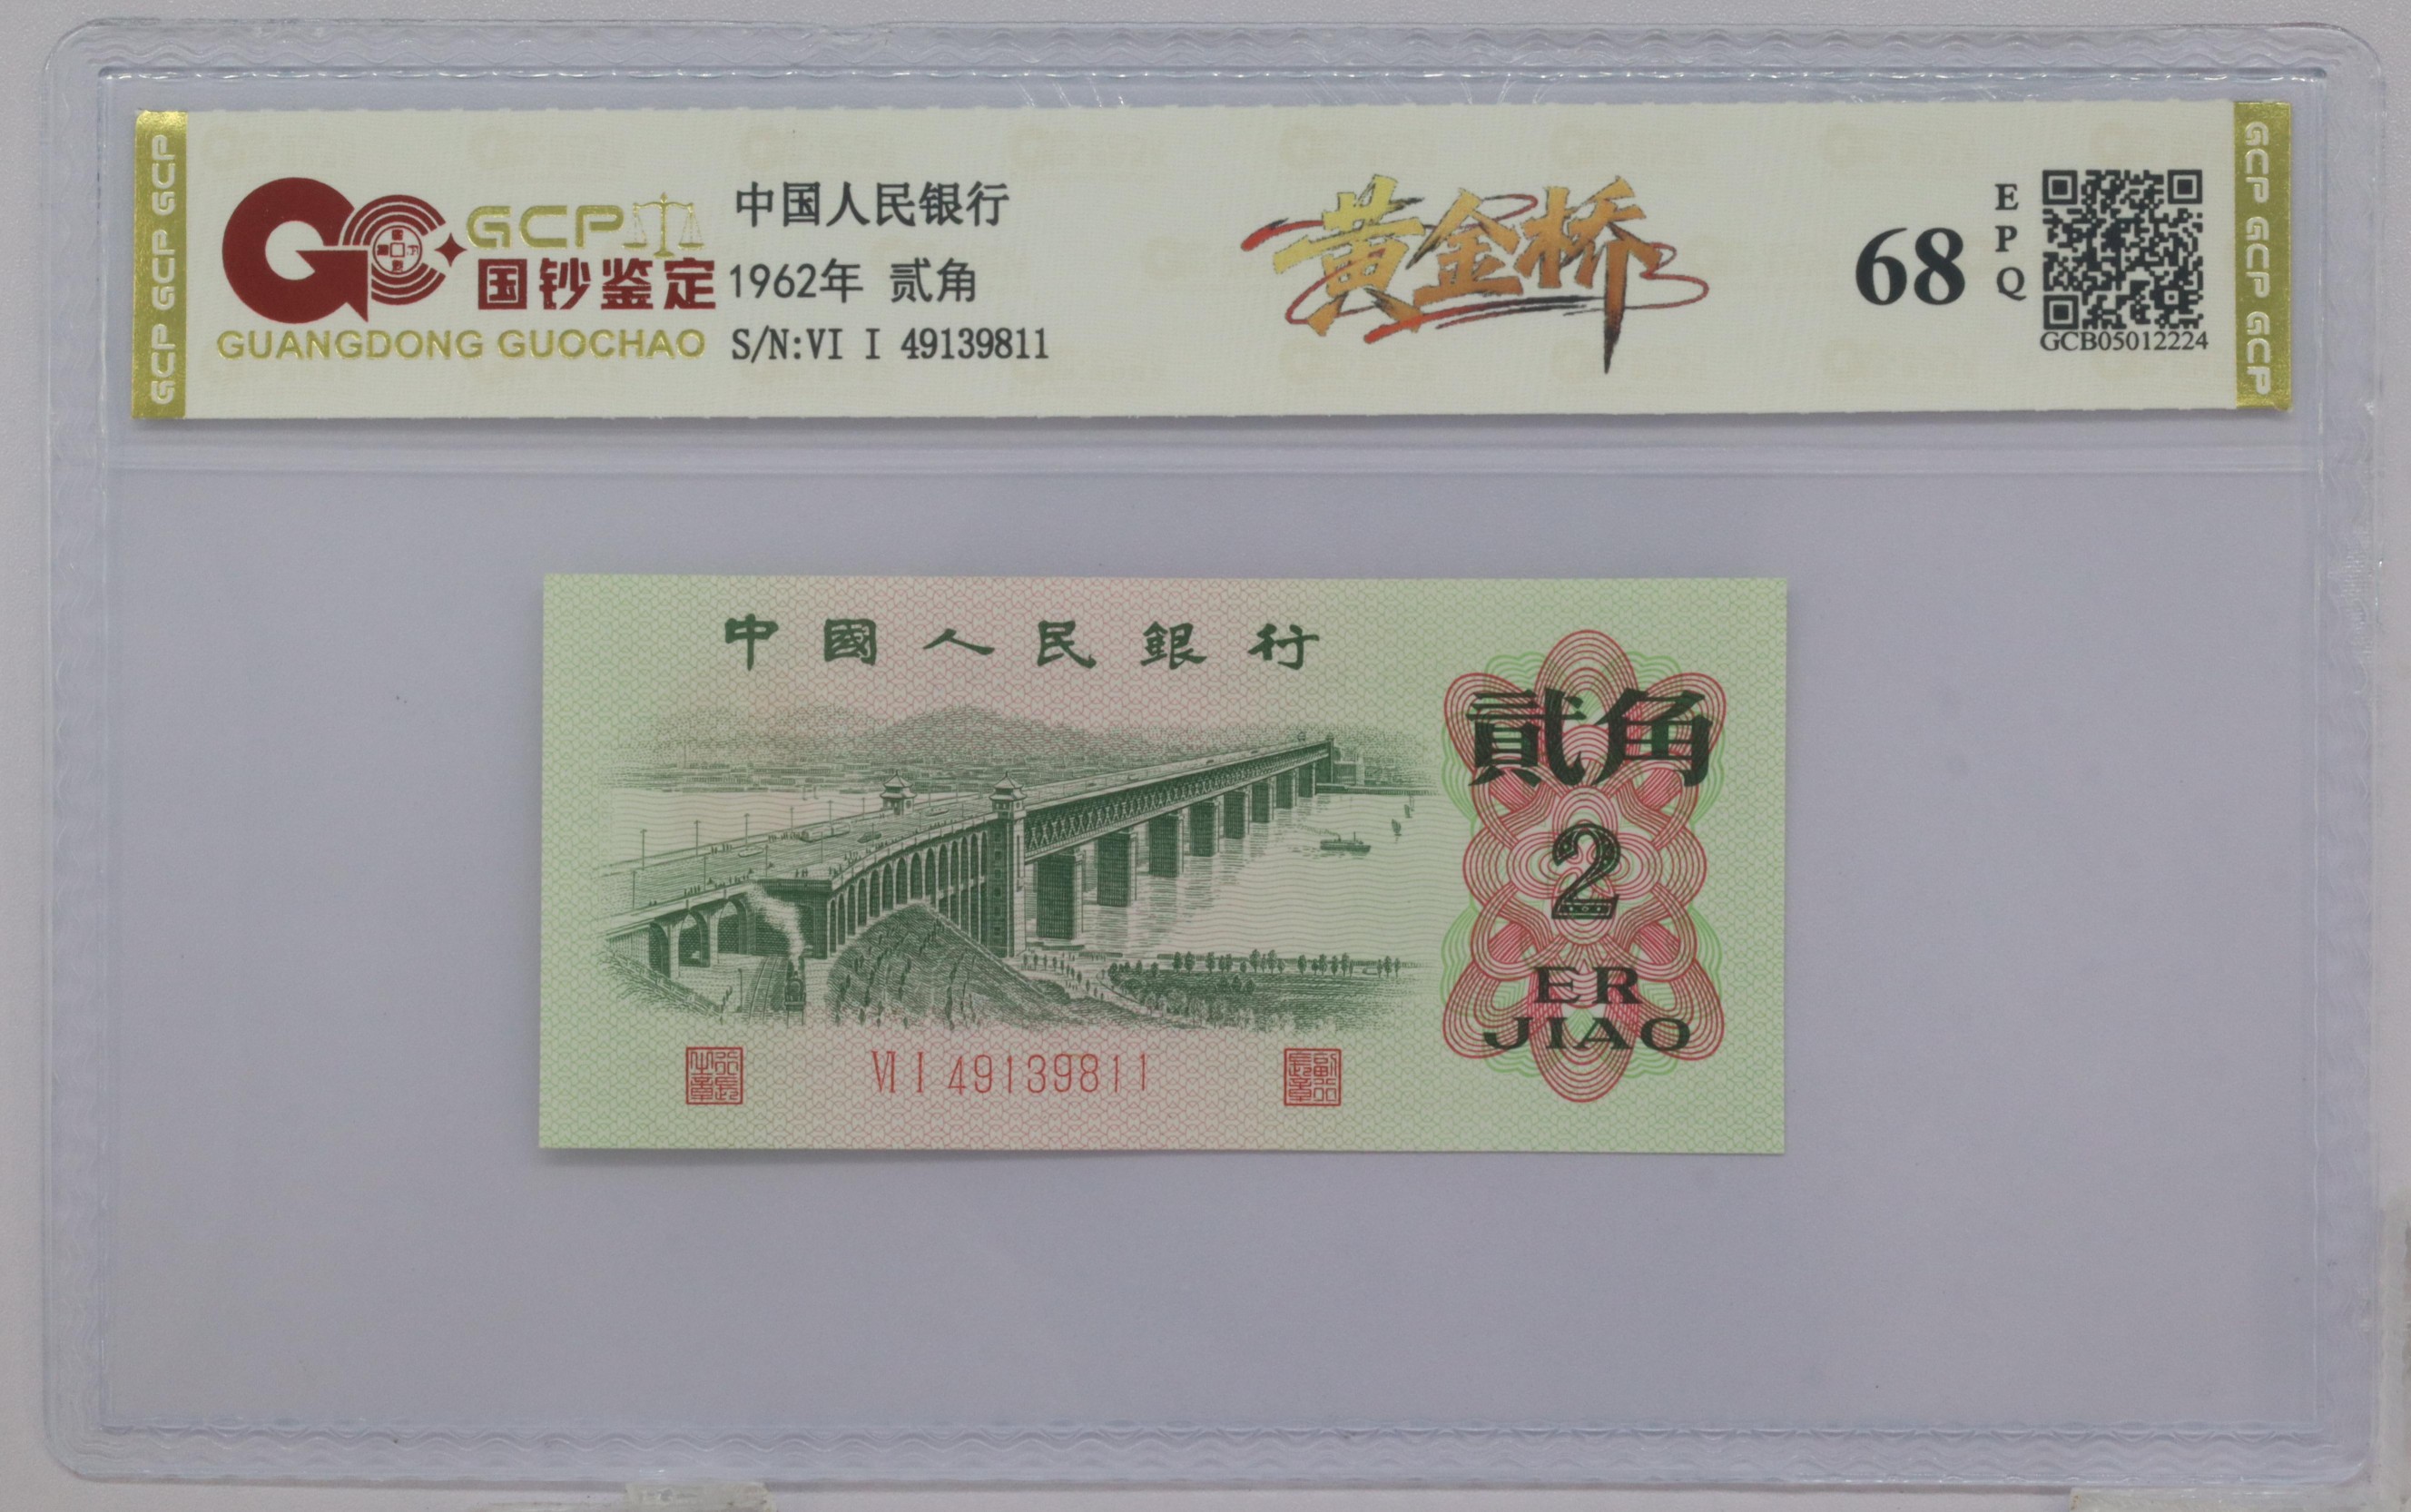 GCP GCP GCP
GCP
国钞鉴定
GUANGDONG GUOCHAO
中国人民银行
1962年 贰角
S/N:VI I 49139811
黄金桥
68
EPQ
GCB05012224
GCP GCP GCP
中國人民銀行
貳角
2
ER
JIAO
VI I 49139811